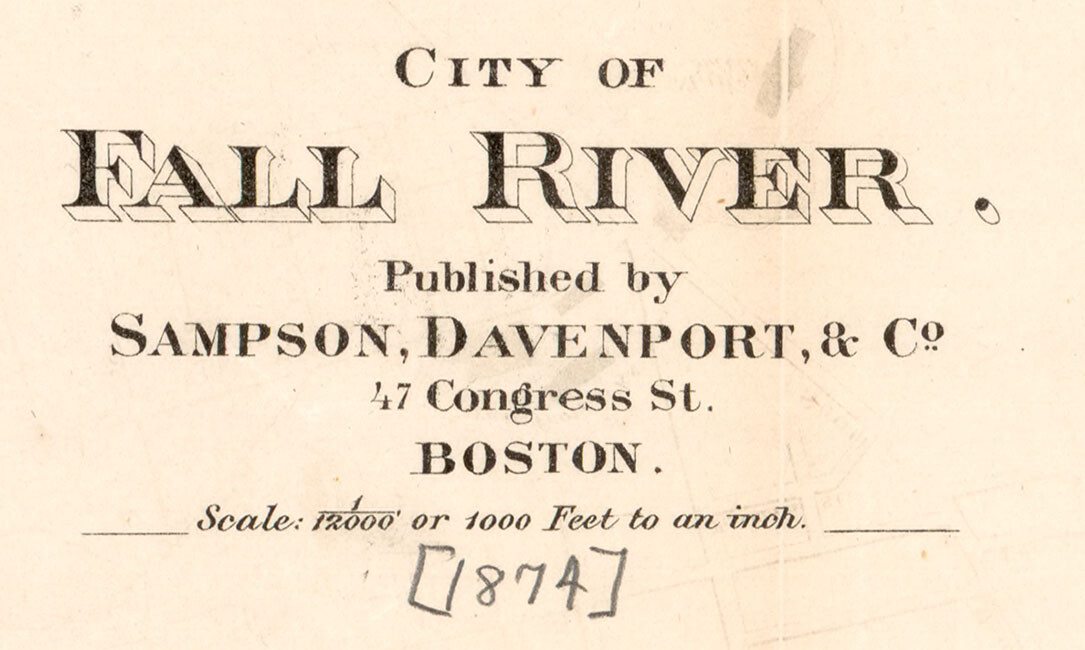 CITY OF
FALL RIVER.
Published by
SAMPSON, DAVENPORT, & Co.
47 Congress St.
BOSTON.
Scale: 1/12000' or 1000 Feet to an inch.
[1874]